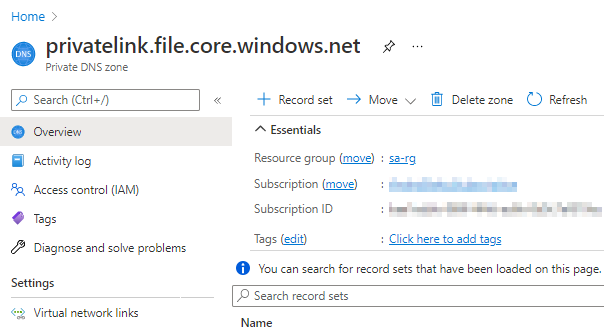 Home >
privatelink.file.core.windows.net ...
DNS
Private DNS zone
Search (Ctrl+/) «
+ Record set → Move Delete zone Refresh
Overview
Essentials
Activity log
Resource group (move) : sa-rg
Access control (IAM)
Subscription (move) :
Subscription ID :
Tags
Tags (edit) : Click here to add tags
Diagnose and solve problems
You can search for record sets that have been loaded on this page.
Settings
Search record sets
Virtual network links
Name